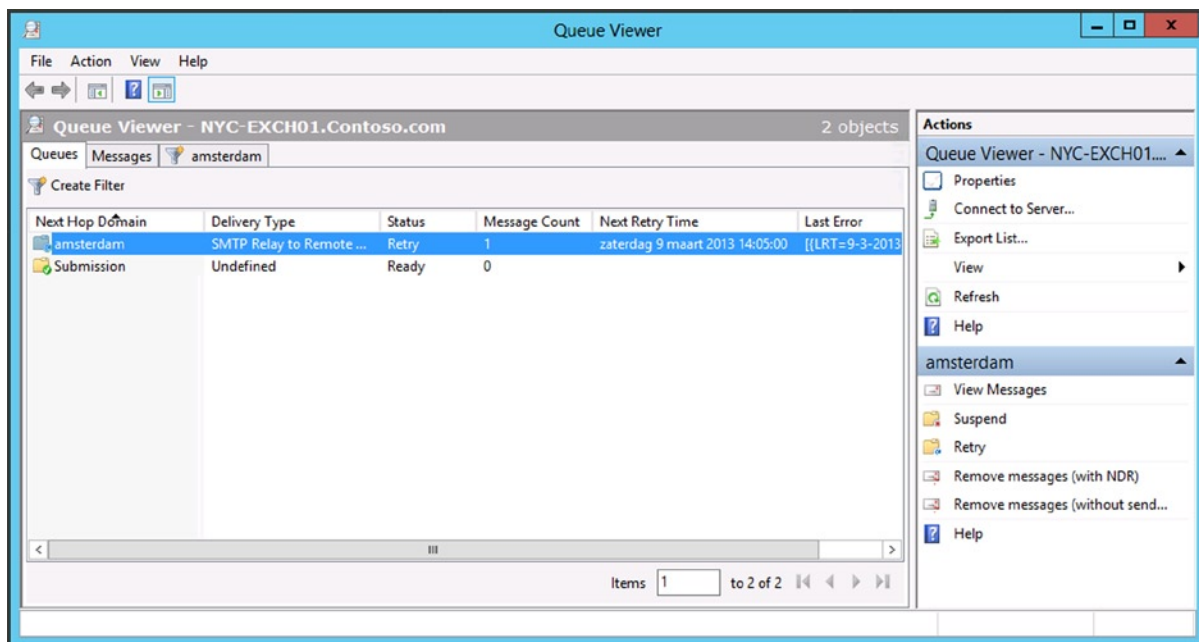 Queue Viewer
File Action View Help
Queue Viewer - NYC-EXCH01.Contoso.com 2 objects
Queues Messages amsterdam
Create Filter
Next Hop Domain Delivery Type Status Message Count Next Retry Time Last Error
amsterdam SMTP Relay to Remote ... Retry 1 zaterdag 9 maart 2013 14:05:00 [{LRT=9-3-2013
Submission Undefined Ready 0
Items 1 to 2 of 2
Actions
Queue Viewer - NYC-EXCH01....
Properties
Connect to Server...
Export List...
View
Refresh
Help
amsterdam
View Messages
Suspend
Retry
Remove messages (with NDR)
Remove messages (without send...
Help